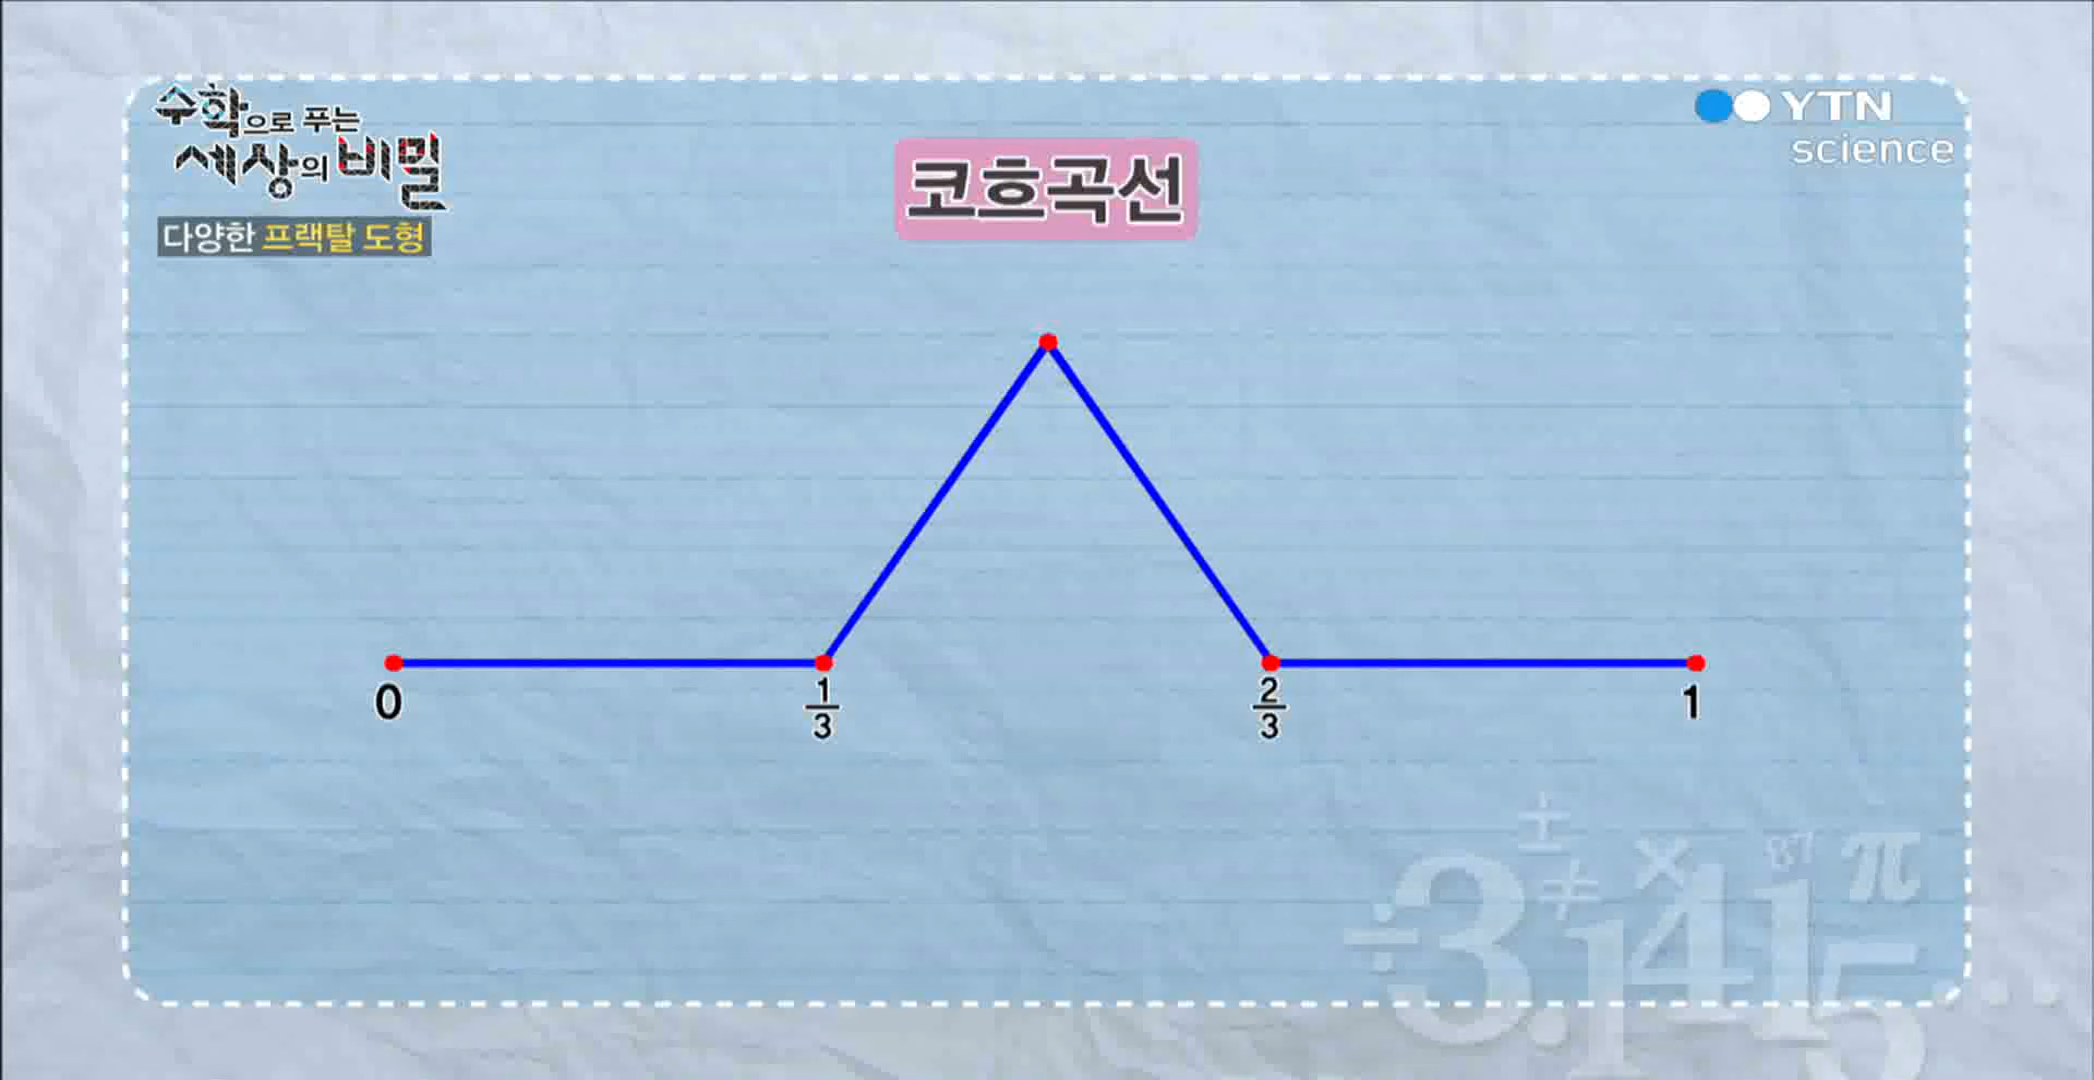 수학으로 푸는
세상의 비밀
다양한 프랙탈 도형
YTN
science
코흐곡선
0
1
3
2
3
1
± × π
÷ 3.1415...
≠